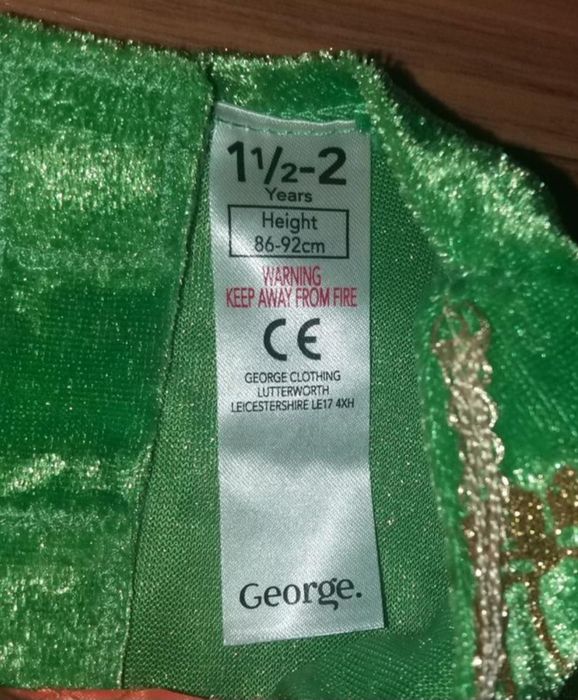 1½-2
Years
Height
86-92cm
WARNING
KEEP AWAY FROM FIRE
CE
GEORGE CLOTHING
LUTTERWORTH
LEICESTERSHIRE LE17 4XH
George.